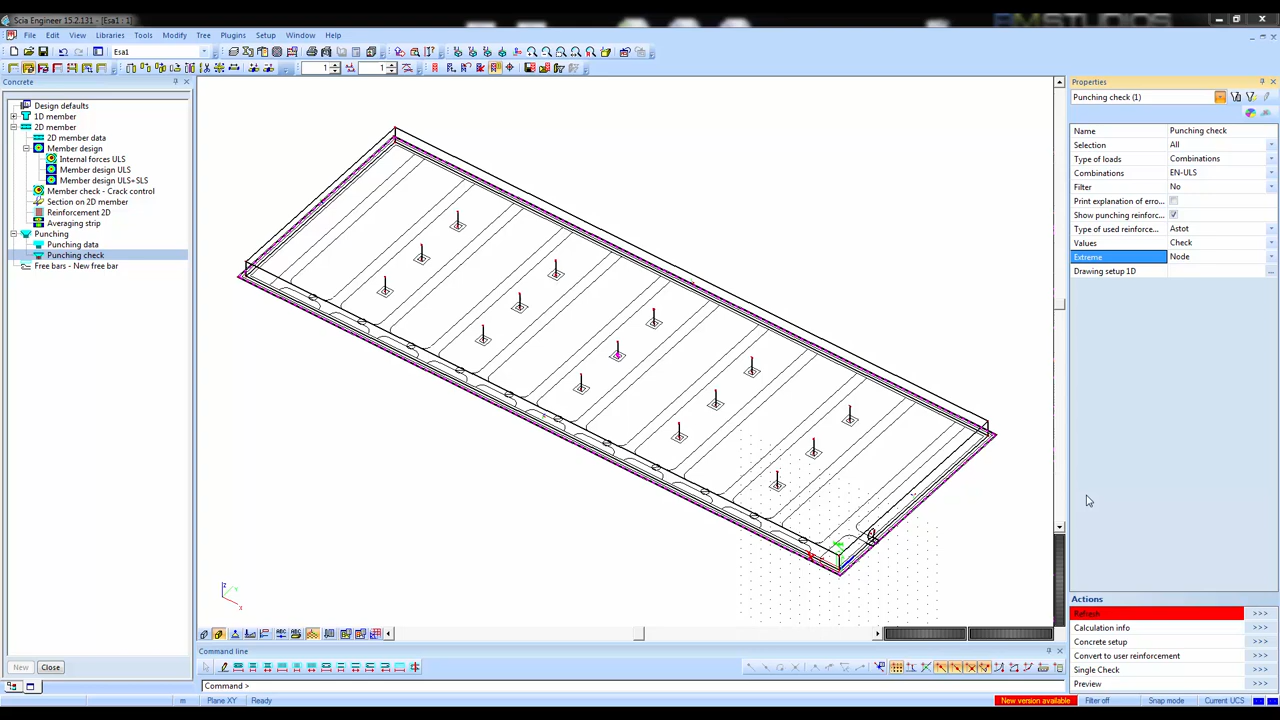 Scia Engineer 15.2.131 - [Esa1 : 1]
File Edit View Libraries Tools Modify Tree Plugins Setup Window Help
Esa1
1 1
Concrete
Design defaults
1D member
2D member
2D member data
Member design
Internal forces ULS
Member design ULS
Member design ULS+SLS
Member check - Crack control
Section on 2D member
Reinforcement 2D
Averaging strip
Punching
Punching data
Punching check
Free bars - New free bar
New Close
z
x
Properties
Punching check (1)
Name Punching check
Selection All
Type of loads Combinations
Combinations EN-ULS
Filter No
Print explanation of erro...
Show punching reinforc...
Type of used reinforce... Astot
Values Check
Extreme Node
Drawing setup 1D ...
Actions
Refresh >>>
Calculation info >>>
Concrete setup >>>
Convert to user reinforcement >>>
Single Check >>>
Preview >>>
Command line
Command >
m Plane XY Ready New version available Filter off Snap mode Current UCS